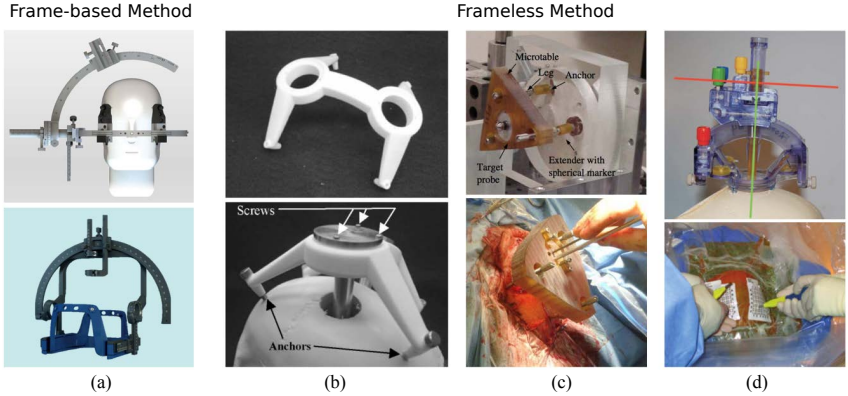 Frame-based Method
Frameless Method
Microtable
Leg
Anchor
Target
probe
Extender with
spherical marker
Screws
Anchors
(a)
(b)
(c)
(d)